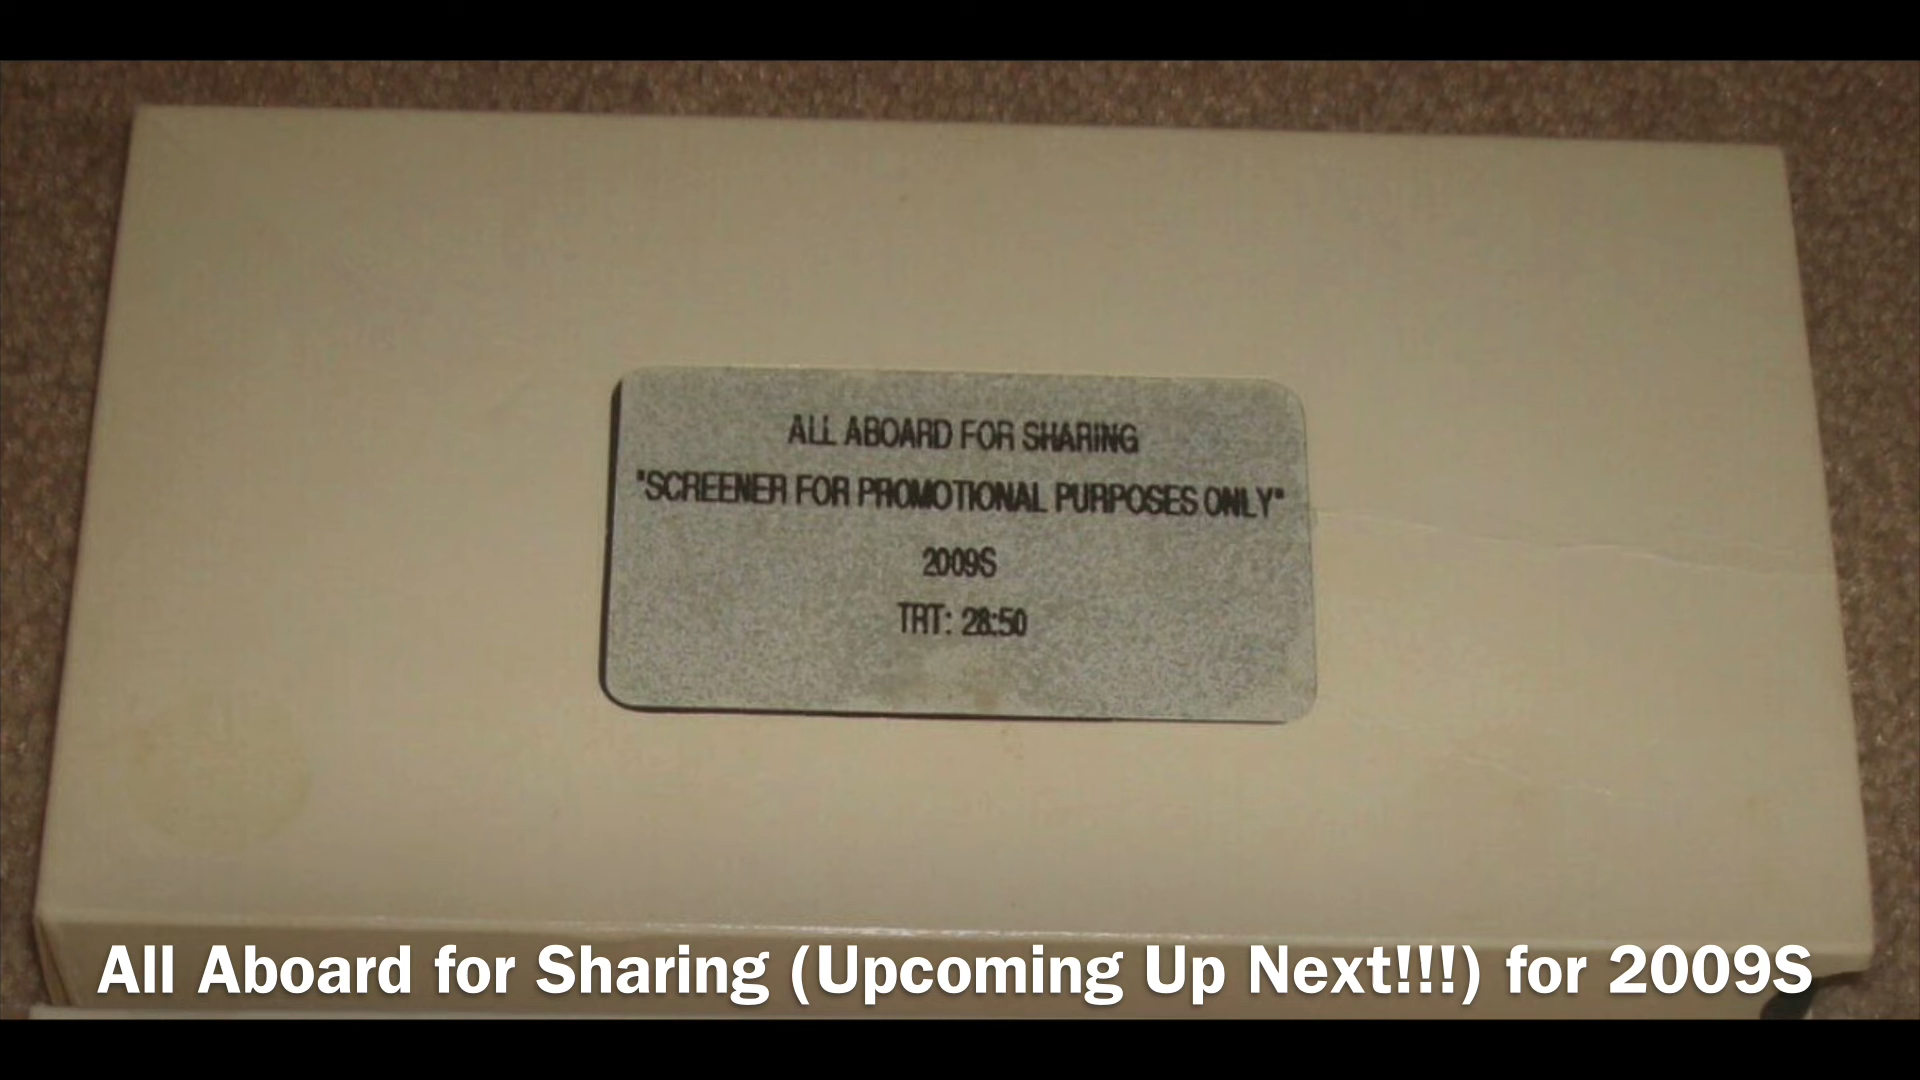 ALL ABOARD FOR SHARING
"SCREENER FOR PROMOTIONAL PURPOSES ONLY"
2009S
TRT: 28:50
All Aboard for Sharing (Upcoming Up Next!!!) for 2009S